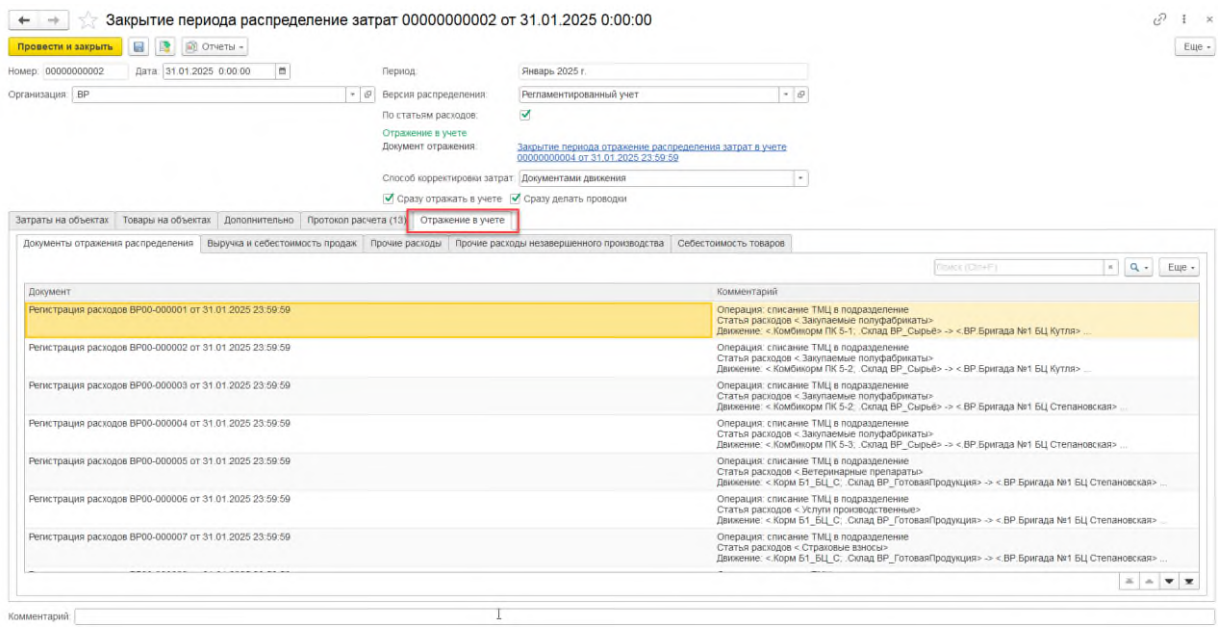 Закрытие периода распределение затрат 00000000002 от 31.01.2025 0:00:00
Провести и закрыть
Отчеты
Еще
Номер: 00000000002 Дата: 31.01.2025 0:00:00 Период: Январь 2025 г.
Организация: ВР Версия распределения: Регламентированный учет
По статьям расходов:
Отражение в учете
Документ отражения: Закрытие периода отражение распределения затрат в учете
00000000004 от 31.01.2025 23:59:59
Способ корректировки затрат: Документами движения
Сразу отражать в учете Сразу делать проводки
Затраты на объектах Товары на объектах Дополнительно Протокол расчета (13) Отражение в учете
Документы отражения распределения Выручка и себестоимость продаж Прочие расходы Прочие расходы незавершенного производства Себестоимость товаров
Поиск (Ctrl+F) Еще
Документ Комментарий
Регистрация расходов ВР00-000001 от 31.01.2025 23:59:59 Операция: списание ТМЦ в подразделение
Статья расходов <.Закупаемые полуфабрикаты>
Движение: <.Комбикорм ПК 5-1; .Склад ВР_Сырьё> -> <.ВР.Бригада №1 БЦ Кутля> ...
Регистрация расходов ВР00-000002 от 31.01.2025 23:59:59 Операция: списание ТМЦ в подразделение
Статья расходов <.Закупаемые полуфабрикаты>
Движение: <.Комбикорм ПК 5-2; .Склад ВР_Сырьё> -> <.ВР.Бригада №1 БЦ Кутля> ...
Регистрация расходов ВР00-000003 от 31.01.2025 23:59:59 Операция: списание ТМЦ в подразделение
Статья расходов <.Закупаемые полуфабрикаты>
Движение: <.Комбикорм ПК 5-2; .Склад ВР_Сырьё> -> <.ВР.Бригада №1 БЦ Степановская> ...
Регистрация расходов ВР00-000004 от 31.01.2025 23:59:59 Операция: списание ТМЦ в подразделение
Статья расходов <.Закупаемые полуфабрикаты>
Движение: <.Комбикорм ПК 5-3; .Склад ВР_Сырьё> -> <.ВР.Бригада №1 БЦ Степановская> ...
Регистрация расходов ВР00-000005 от 31.01.2025 23:59:59 Операция: списание ТМЦ в подразделение
Статья расходов <.Ветеринарные препараты>
Движение: <.Корм Б1_БЦ_С; .Склад ВР_ГотоваяПродукция> -> <.ВР.Бригада №1 БЦ Степановская> ...
Регистрация расходов ВР00-000006 от 31.01.2025 23:59:59 Операция: списание ТМЦ в подразделение
Статья расходов <.Услуги производственные>
Движение: <.Корм Б1_БЦ_С; .Склад ВР_ГотоваяПродукция> -> <.ВР.Бригада №1 БЦ Степановская> ...
Регистрация расходов ВР00-000007 от 31.01.2025 23:59:59 Операция: списание ТМЦ в подразделение
Статья расходов <.Страховые взносы>
Движение: <.Корм Б1_БЦ_С; .Склад ВР_ГотоваяПродукция> -> <.ВР.Бригада №1 БЦ Степановская> ...
Комментарий: